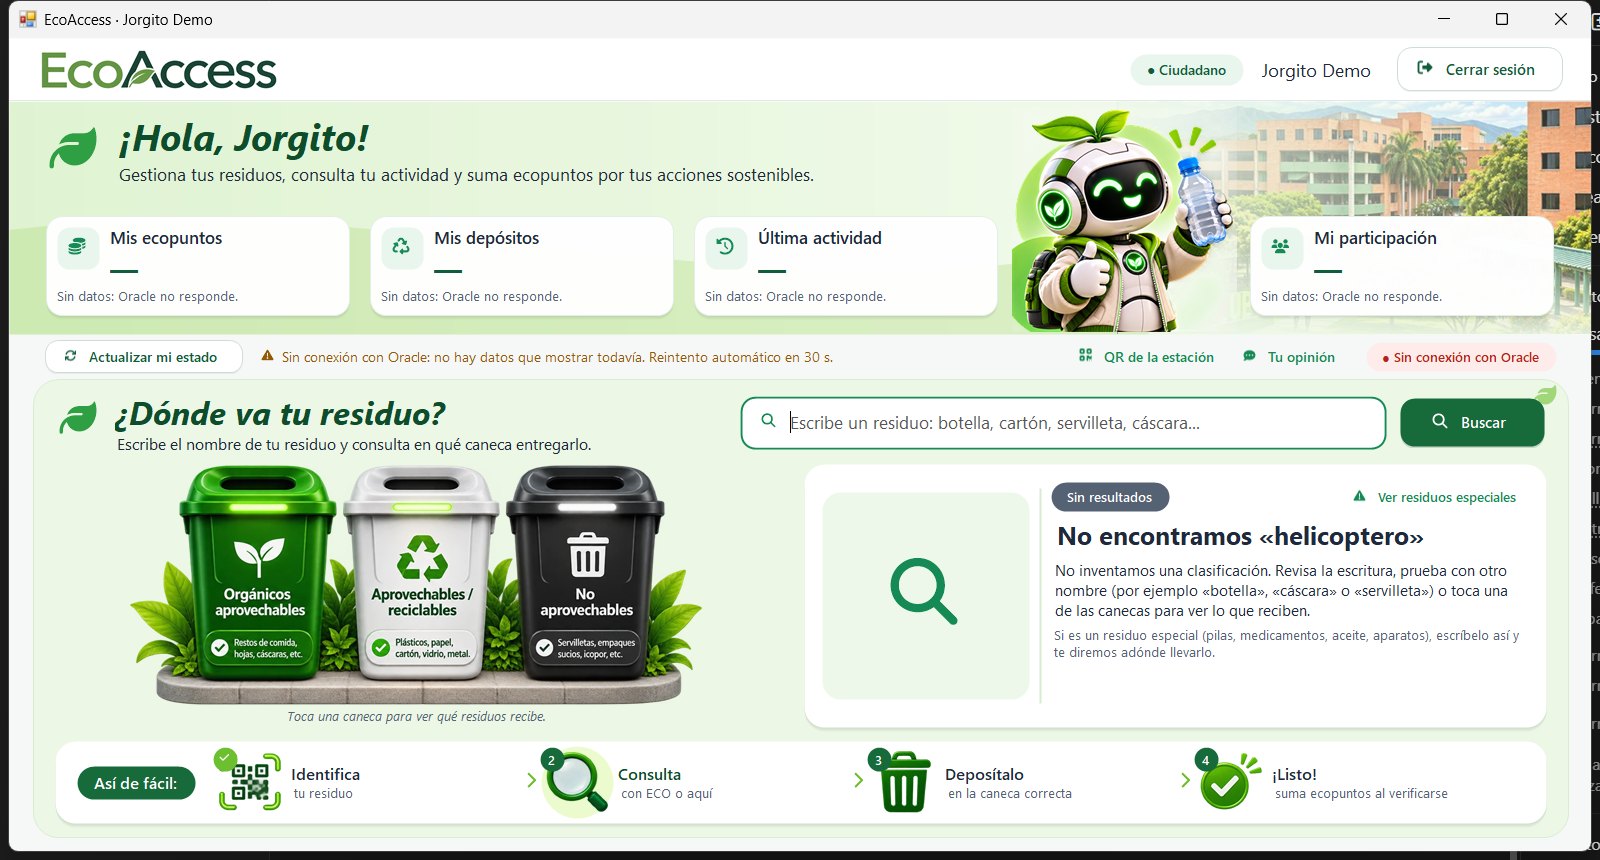 EcoAccess · Jorgito Demo
EcoAccess
● Ciudadano
Jorgito Demo
Cerrar sesión
¡Hola, Jorgito!
Gestiona tus residuos, consulta tu actividad y suma ecopuntos por tus acciones sostenibles.
Mis ecopuntos
—
Sin datos: Oracle no responde.
Mis depósitos
—
Sin datos: Oracle no responde.
Última actividad
—
Sin datos: Oracle no responde.
Mi participación
—
Sin datos: Oracle no responde.
Actualizar mi estado
Sin conexión con Oracle: no hay datos que mostrar todavía. Reintento automático en 30 s.
QR de la estación
Tu opinión
● Sin conexión con Oracle
¿Dónde va tu residuo?
Escribe el nombre de tu residuo y consulta en qué caneca entregarlo.
Escribe un residuo: botella, cartón, servilleta, cáscara...
Buscar
Orgánicos
aprovechables
Restos de comida,
hojas, cáscaras, etc.
Aprovechables /
reciclables
Plásticos, papel,
cartón, vidrio, metal.
No
aprovechables
Servilletas, empaques
sucios, icopor, etc.
Toca una caneca para ver qué residuos recibe.
Sin resultados
Ver residuos especiales
No encontramos «helicoptero»
No inventamos una clasificación. Revisa la escritura, prueba con otro
nombre (por ejemplo «botella», «cáscara» o «servilleta») o toca una
de las canecas para ver lo que reciben.
Si es un residuo especial (pilas, medicamentos, aceite, aparatos), escríbelo así y
te diremos adónde llevarlo.
Así de fácil:
Identifica
tu residuo
2
Consulta
con ECO o aquí
3
Deposítalo
en la caneca correcta
4
¡Listo!
suma ecopuntos al verificarse